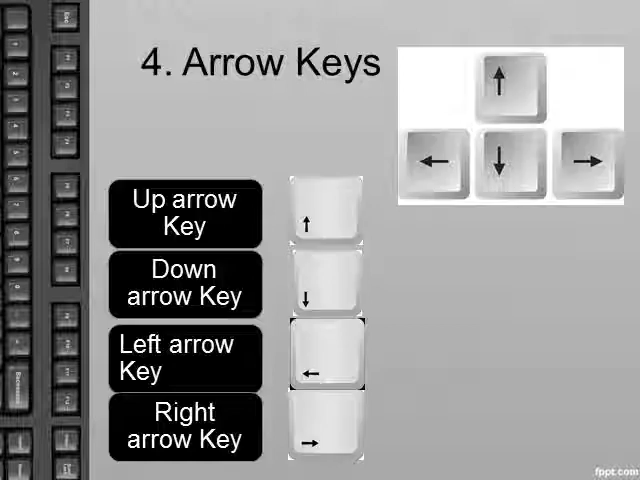 4. Arrow Keys
Up arrow
Key
Down
arrow Key
Left arrow
Key
Right
arrow Key
fppt.com